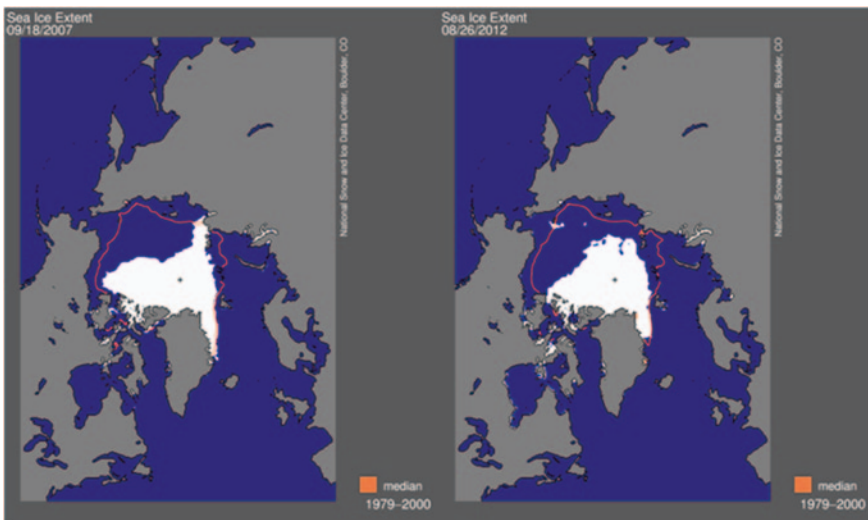 Sea Ice Extent
09/18/2007
National Snow and Ice Data Center, Boulder, CO
median
1979–2000
Sea Ice Extent
08/26/2012
National Snow and Ice Data Center, Boulder, CO
median
1979–2000